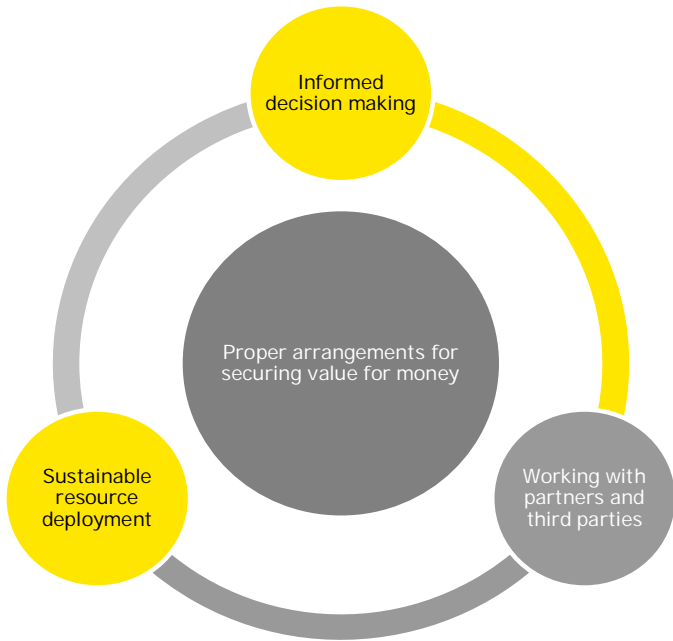 Informed
decision making
Proper arrangements for
securing value for money
Sustainable
resource
deployment
Working with
partners and
third parties